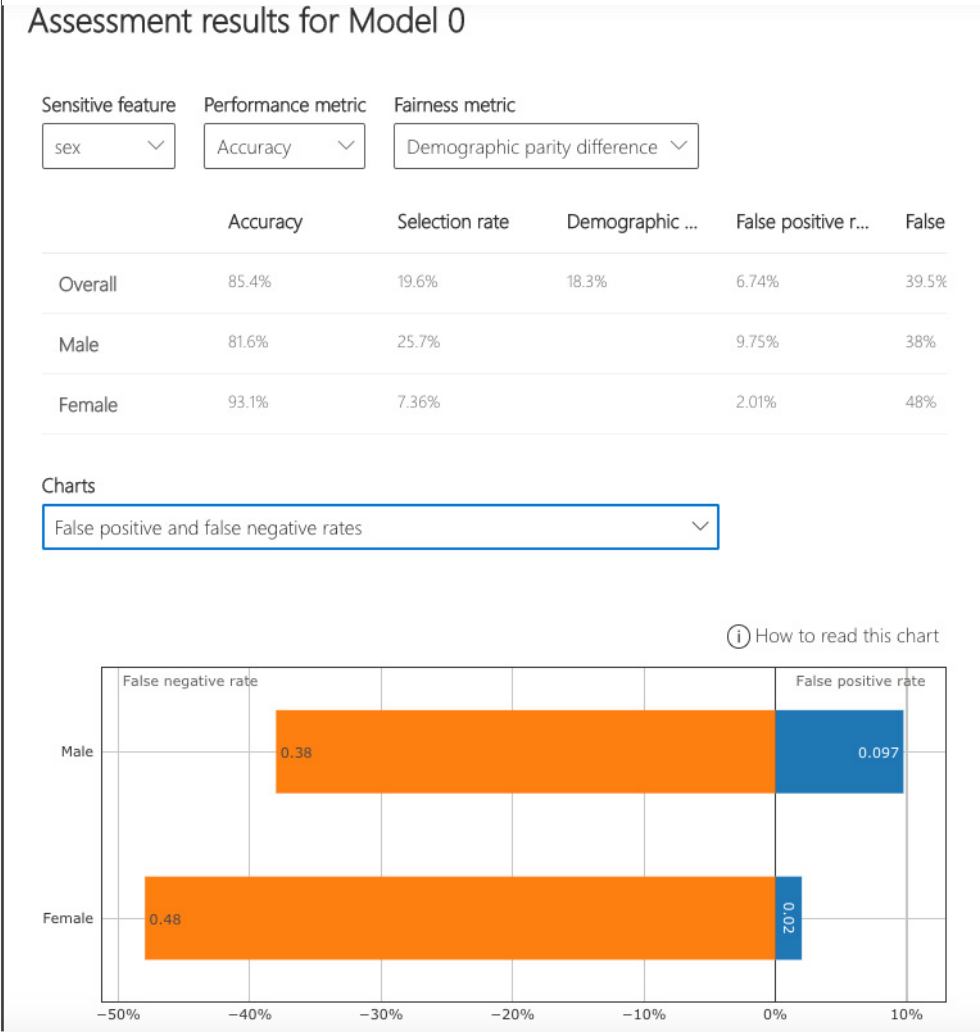 Assessment results for Model 0
Sensitive feature Performance metric Fairness metric
sex Accuracy Demographic parity difference
Accuracy Selection rate Demographic ... False positive r... False
Overall 85.4% 19.6% 18.3% 6.74% 39.5%
Male 81.6% 25.7% 9.75% 38%
Female 93.1% 7.36% 2.01% 48%
Charts
False positive and false negative rates
How to read this chart
False negative rate False positive rate
Male 0.38 0.097
Female 0.48 0.02
−50% −40% −30% −20% −10% 0% 10%